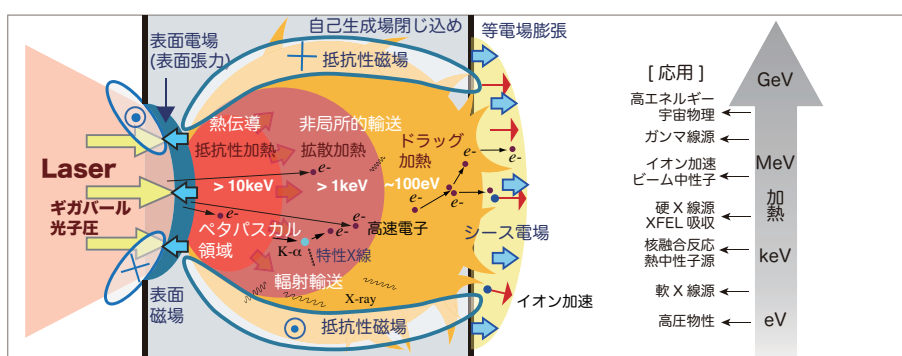 表面電場
(表面張力)
自己生成場閉じ込め
抵抗性磁場
等電場膨張
熱伝導
抵抗性加熱
非局所的輸送
拡散加熱
ドラッグ
加熱
e-
e-
Laser
> 10keV
> 1keV
~100eV
e-
e-
e-
ギガバール
光子圧
e-
e-
e-
高速電子
ペタパスカル
領域
K-α
特性X線
シース電場
輻射輸送
X-ray
イオン加速
表面
磁場
抵抗性磁場
[ 応用 ]
高エネルギー
宇宙物理
ガンマ線源
イオン加速
ビーム中性子
硬 X 線源
XFEL 吸収
核融合反応
熱中性子源
軟 X 線源
高圧物性
GeV
MeV
加熱
keV
eV